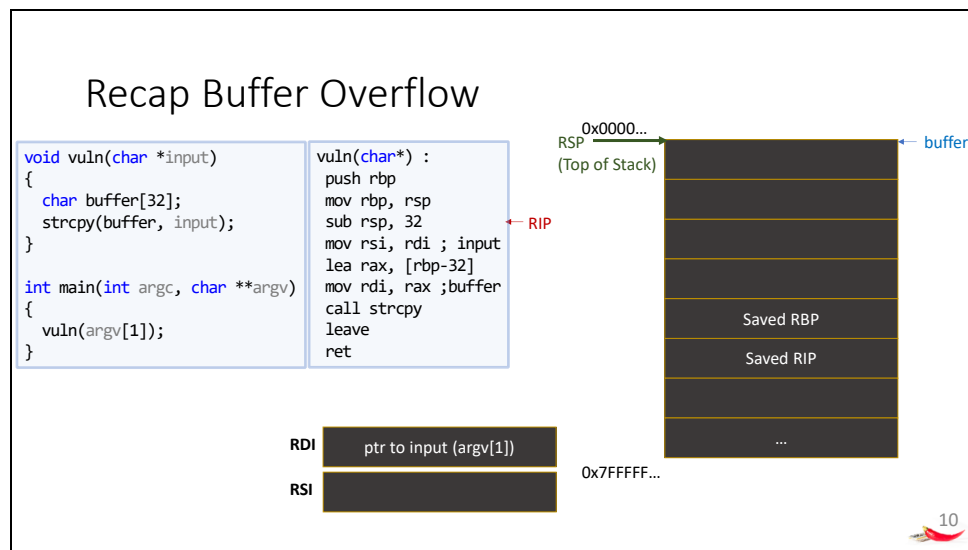 Recap Buffer Overflow
void vuln(char *input)
{
  char buffer[32];
  strcpy(buffer, input);
}

int main(int argc, char **argv)
{
  vuln(argv[1]);
}
vuln(char*) :
 push rbp
 mov rbp, rsp
 sub rsp, 32
 mov rsi, rdi ; input
 lea rax, [rbp-32]
 mov rdi, rax ;buffer
 call strcpy
 leave
 ret
RIP
0x0000...
RSP
(Top of Stack)
buffer
Saved RBP
Saved RIP
...
0x7FFFFF...
RDI
ptr to input (argv[1])
RSI
10